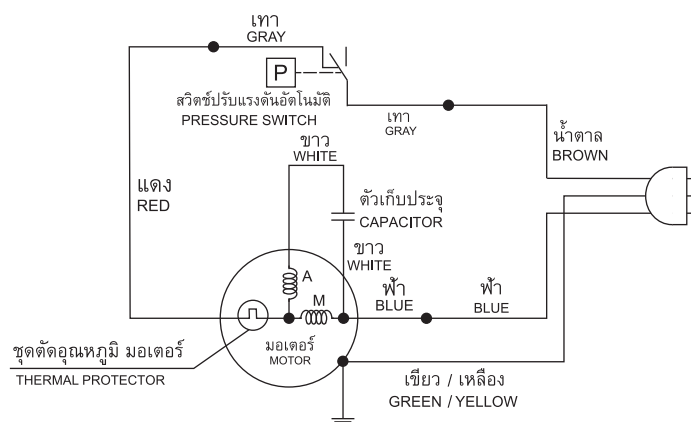 เทา
GRAY
P
สวิตช์ปรับแรงดันอัตโนมัติ
PRESSURE SWITCH
เทา
GRAY
น้ำตาล
BROWN
ขาว
WHITE
แดง
RED
ตัวเก็บประจุ
CAPACITOR
ขาว
WHITE
A
M
ฟ้า
BLUE
ฟ้า
BLUE
มอเตอร์
MOTOR
ชุดตัดอุณหภูมิ มอเตอร์
THERMAL PROTECTOR
เขียว / เหลือง
GREEN / YELLOW